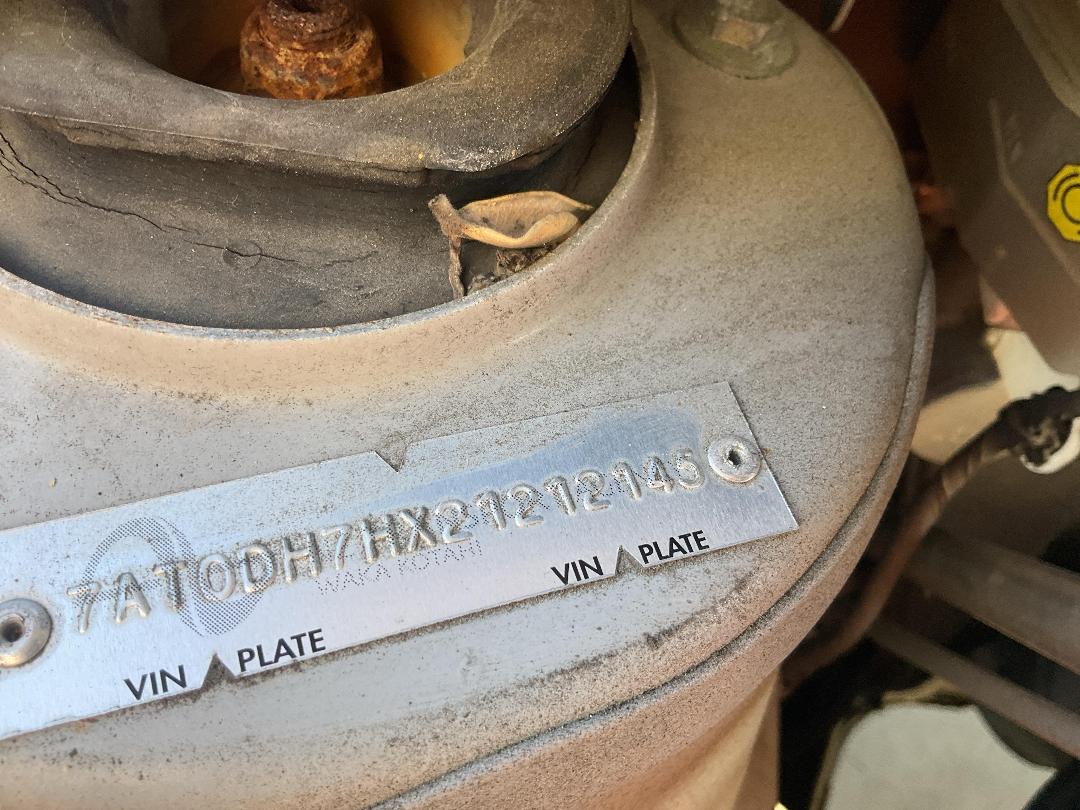 7AT0DH7HX21212145
WAKA KOTAHI
VIN PLATE VIN PLATE